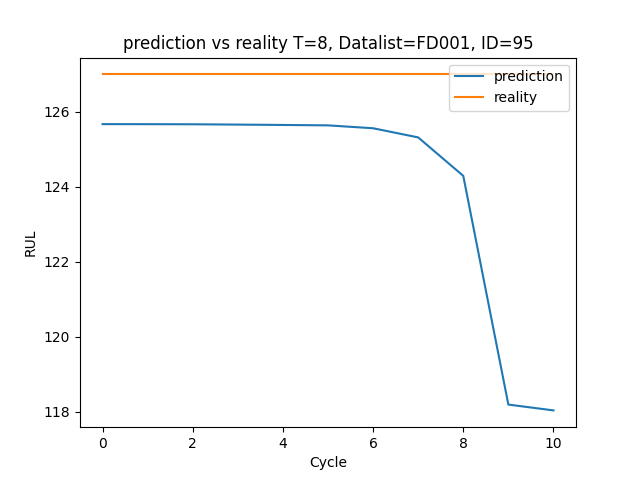 prediction vs reality T=8, Datalist=FD001, ID=95
prediction
reality
126
124
122
120
118
RUL
0 2 4 6 8 10
Cycle